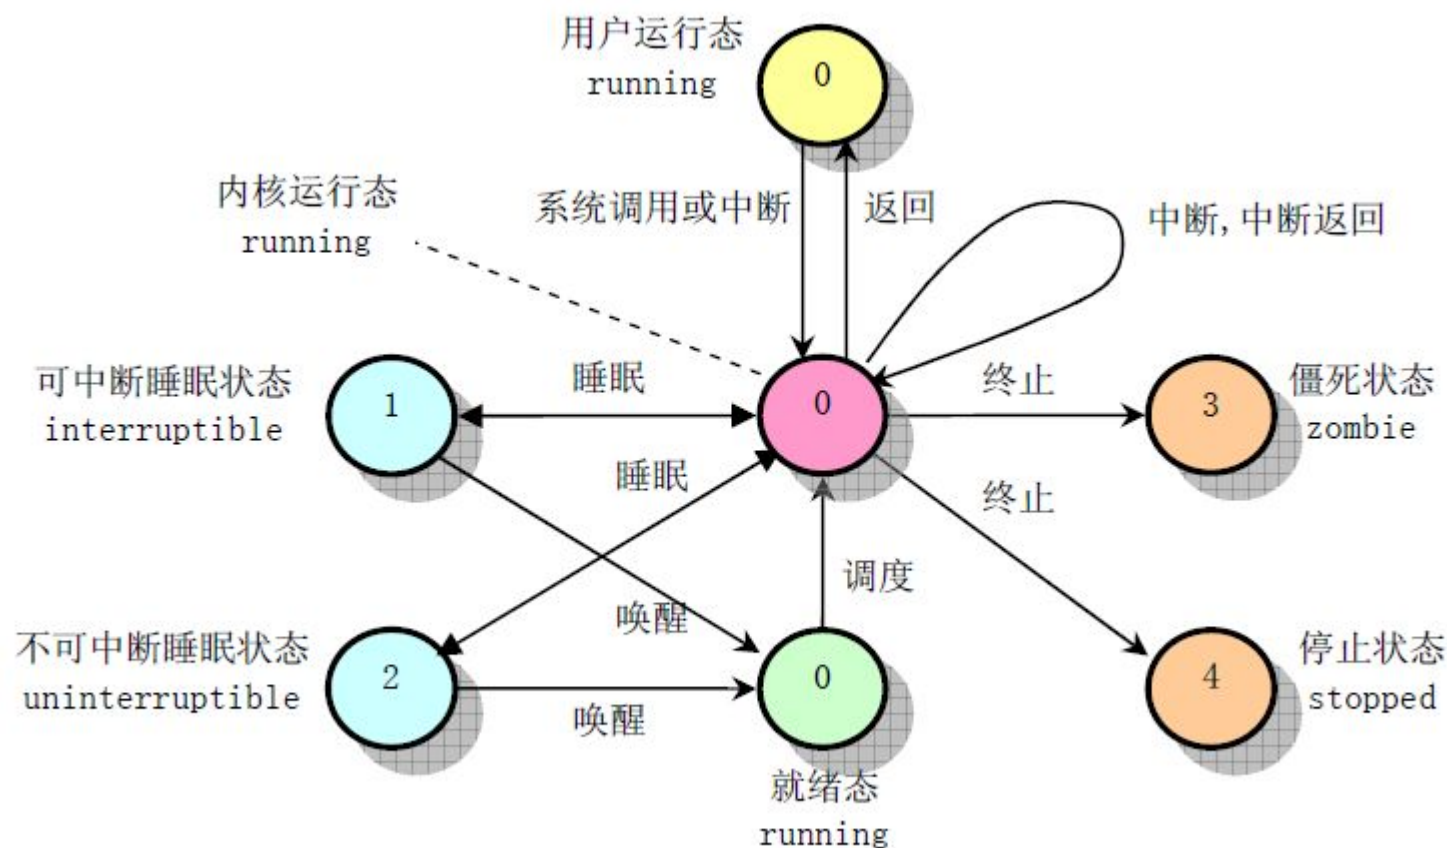 用户运行态
running
0
内核运行态
running
系统调用或中断
返回
中断,中断返回
可中断睡眠状态
interruptible
1
睡眠
0
终止
3
僵死状态
zombie
睡眠
终止
不可中断睡眠状态
uninterruptible
2
唤醒
唤醒
调度
0
就绪态
running
4
停止状态
stopped